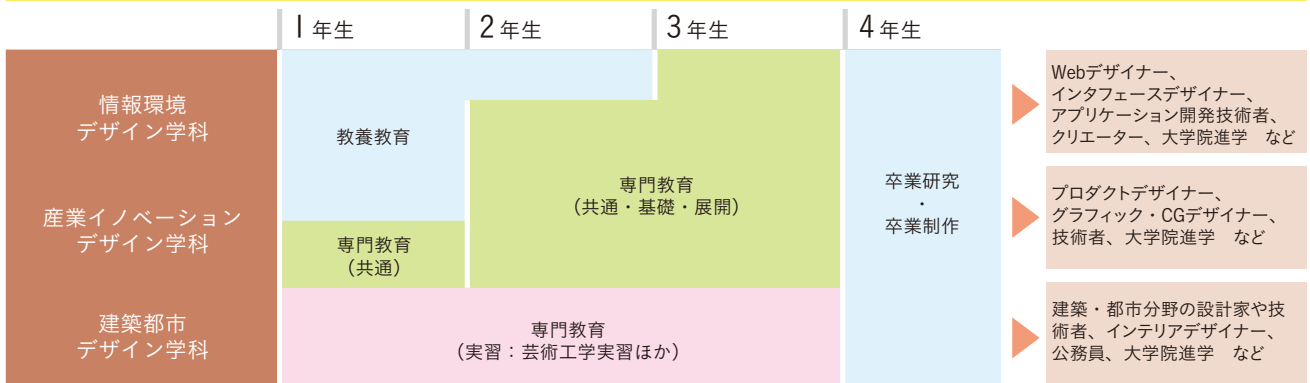 1年生
2年生
3年生
4年生
情報環境
デザイン学科
産業イノベーション
デザイン学科
建築都市
デザイン学科
教養教育
専門教育
(共通)
専門教育
(共通・基礎・展開)
専門教育
(実習:芸術工学実習ほか)
卒業研究
・
卒業制作
Webデザイナー、
インタフェースデザイナー、
アプリケーション開発技術者、
クリエーター、大学院進学 など
プロダクトデザイナー、
グラフィック・CGデザイナー、
技術者、大学院進学 など
建築・都市分野の設計家や技
術者、インテリアデザイナー、
公務員、大学院進学 など